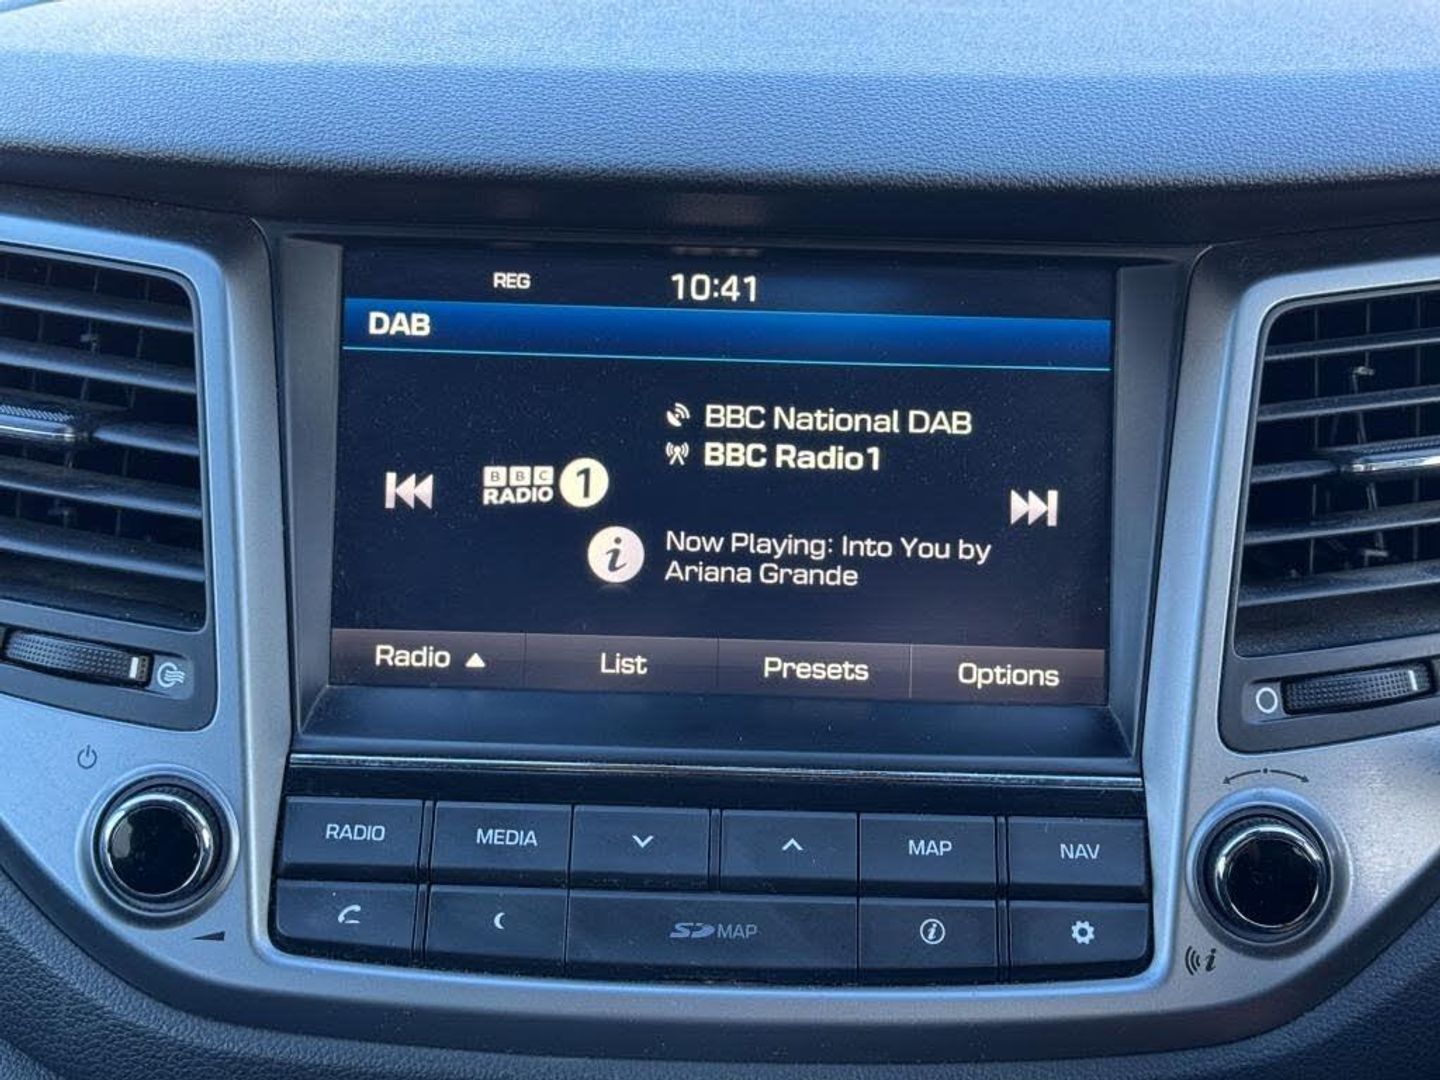 REG 10:41
DAB
BBC National DAB
BBC Radio1
BBC
RADIO 1
i Now Playing: Into You by
Ariana Grande
Radio List Presets Options
RADIO MEDIA MAP NAV
SD MAP i
i